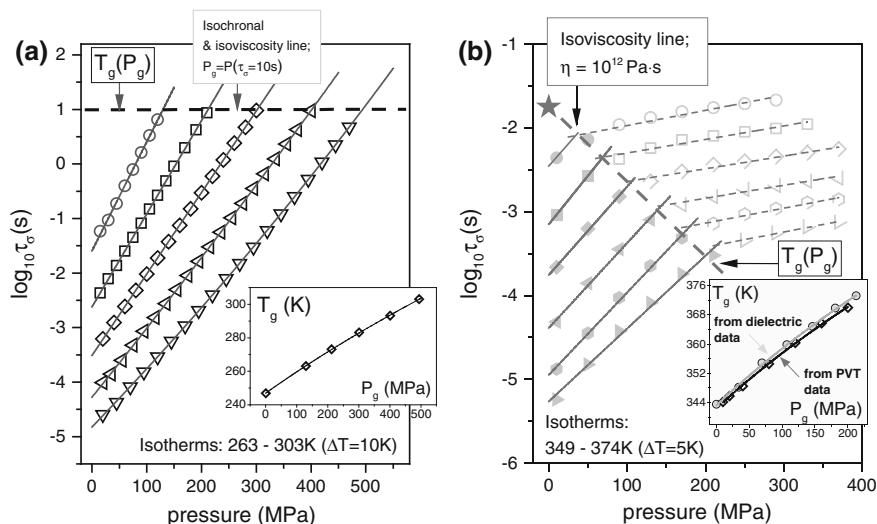 (a)
Isochronal
& isoviscosity line;
P_g=P(τ_σ=10s)
T_g(P_g)
2
1
0
-1
-2
-3
-4
-5
log₁₀τ_σ(s)
T_g (K)
300
280
260
240
P_g (MPa)
0 100 200 300 400 500
Isotherms: 263 - 303K (ΔT=10K)
0 100 200 300 400 500
pressure (MPa)
(b)
Isoviscosity line;
η = 10¹² Pa·s
-1
-2
-3
-4
-5
-6
log₁₀τ_σ(s)
T_g(P_g)
T_g (K)
376
368
360
352
344
from dielectric
data
from PVT
data
P_g (MPa)
0 50 100 150 200
Isotherms:
349 - 374K (ΔT=5K)
0 100 200 300 400
pressure (MPa)